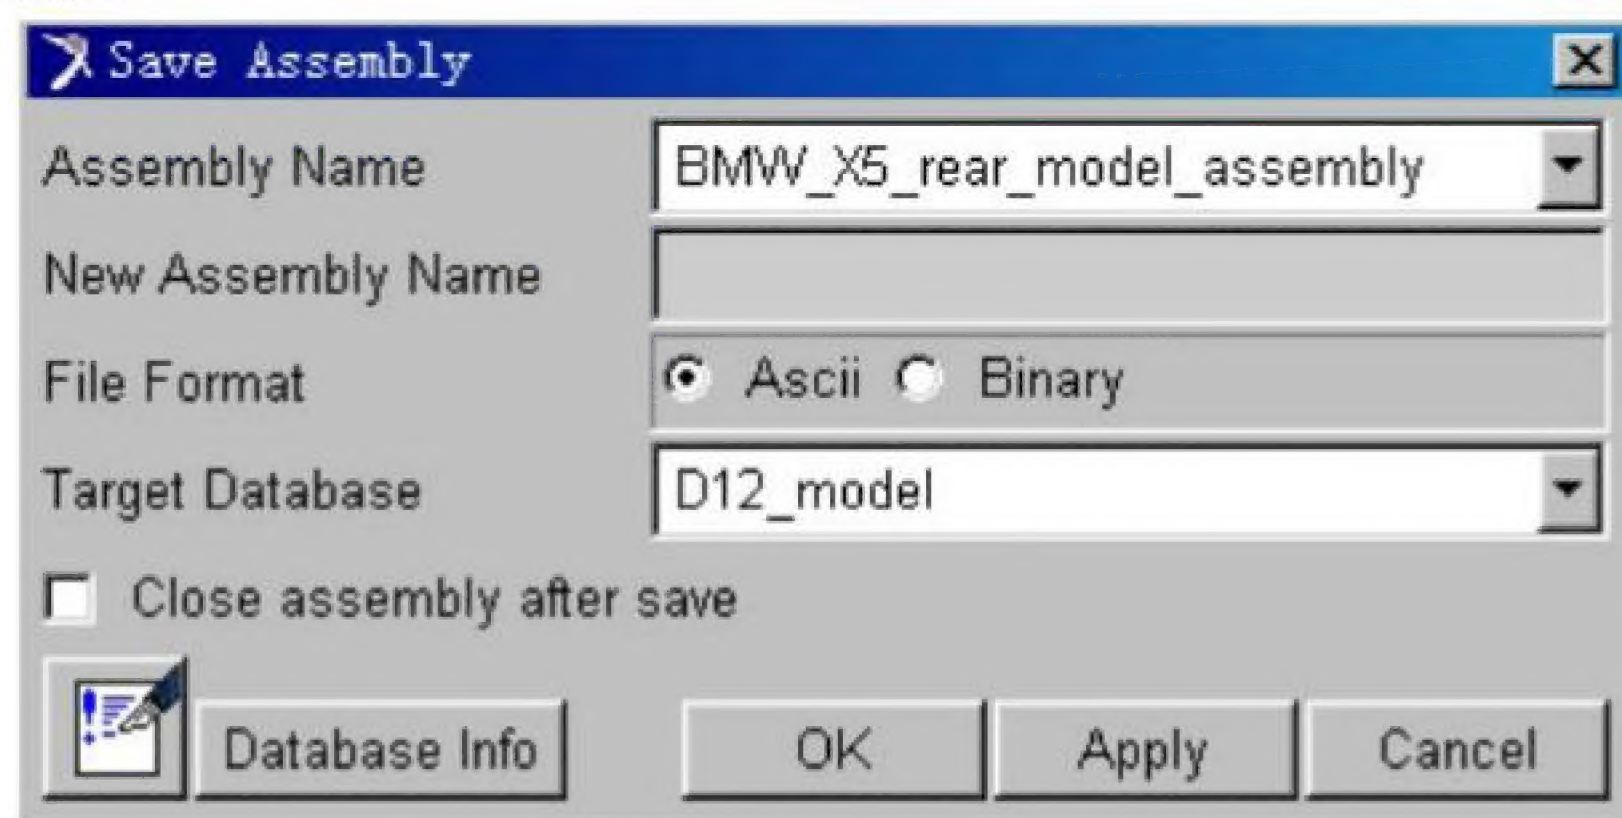 Save Assembly
Assembly Name BMW_X5_rear_model_assembly
New Assembly Name
File Format Ascii Binary
Target Database D12_model
Close assembly after save
Database Info OK Apply Cancel